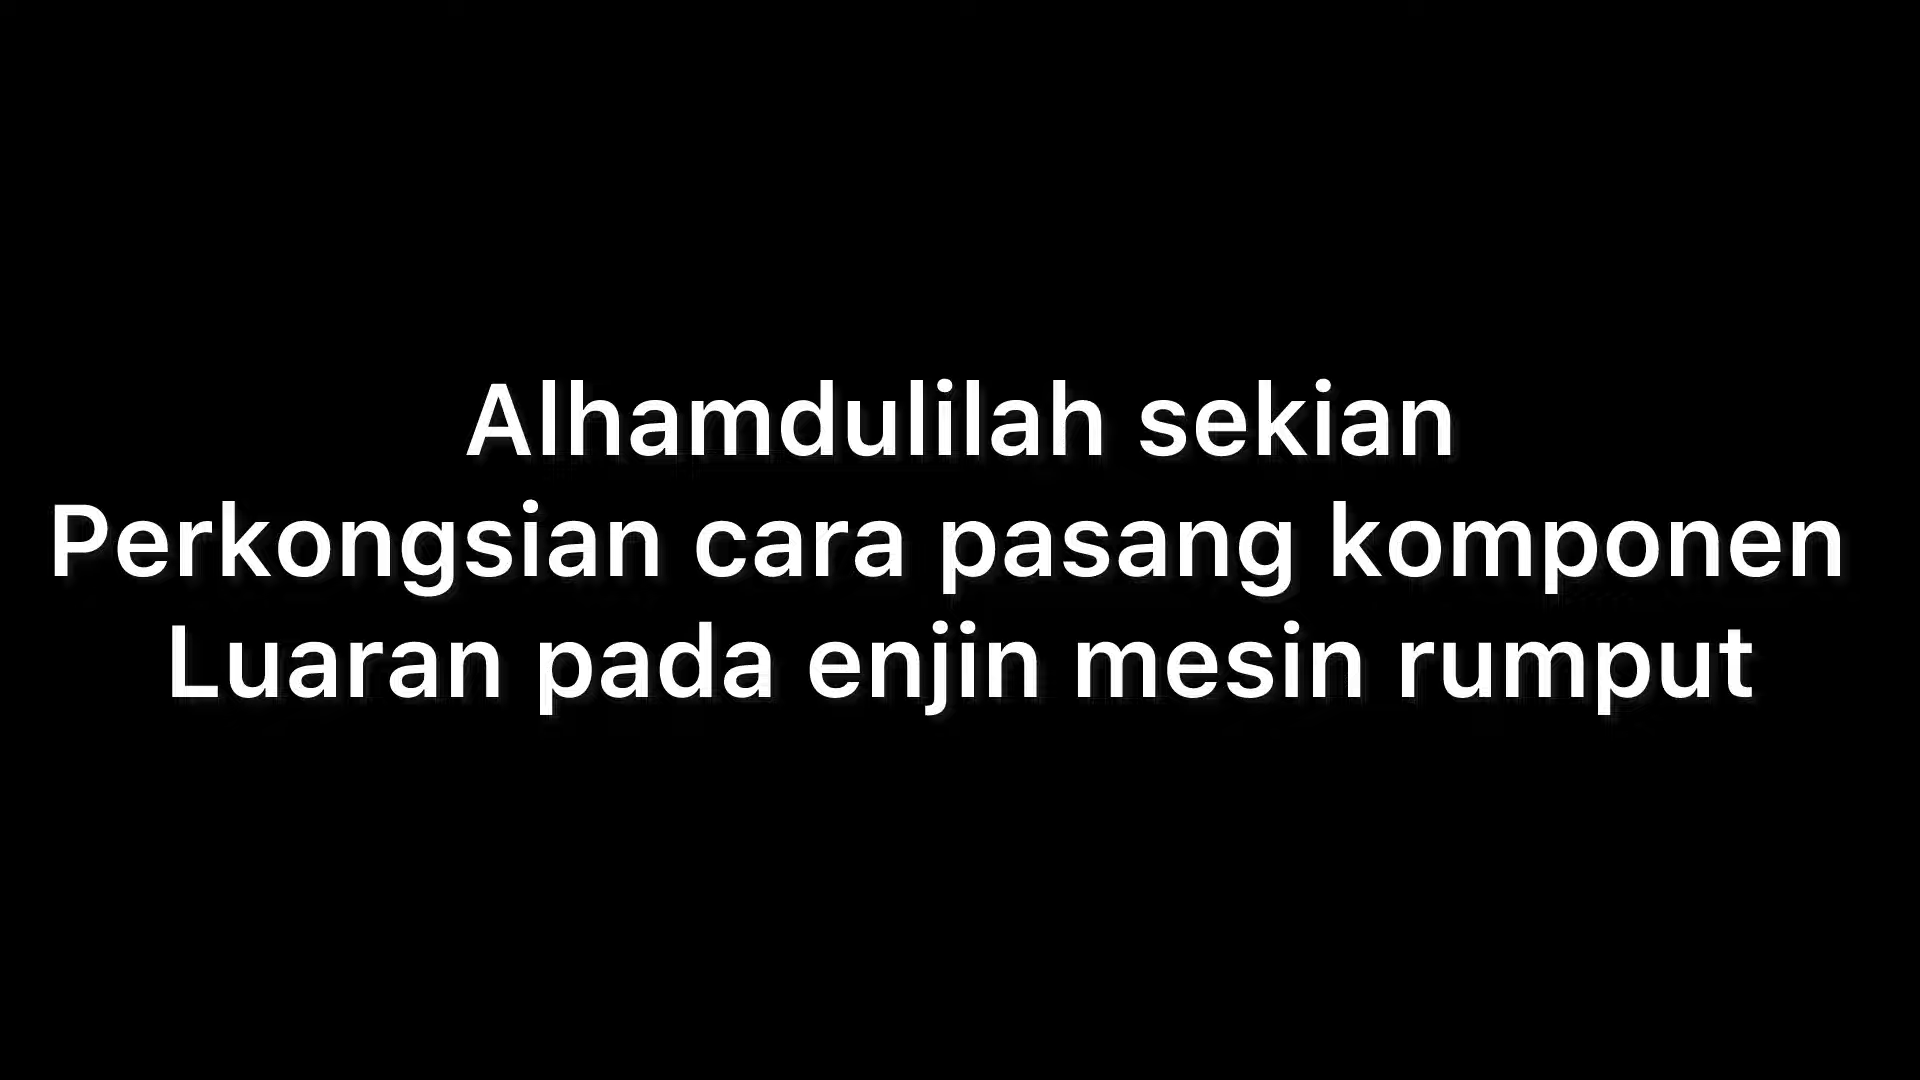 Alhamdulilah sekian
Perkongsian cara pasang komponen
Luaran pada enjin mesin rumput